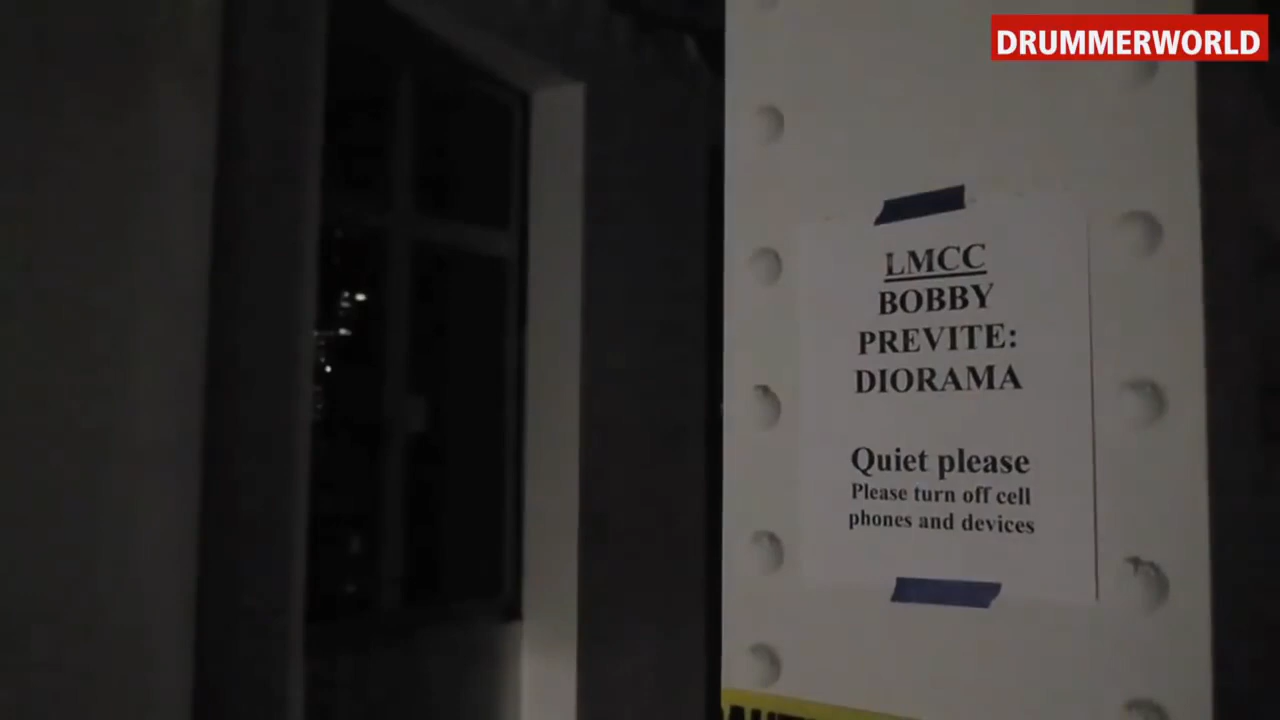 DRUMMERWORLD
LMCC
BOBBY
PREVITE:
DIORAMA
Quiet please
Please turn off cell
phones and devices